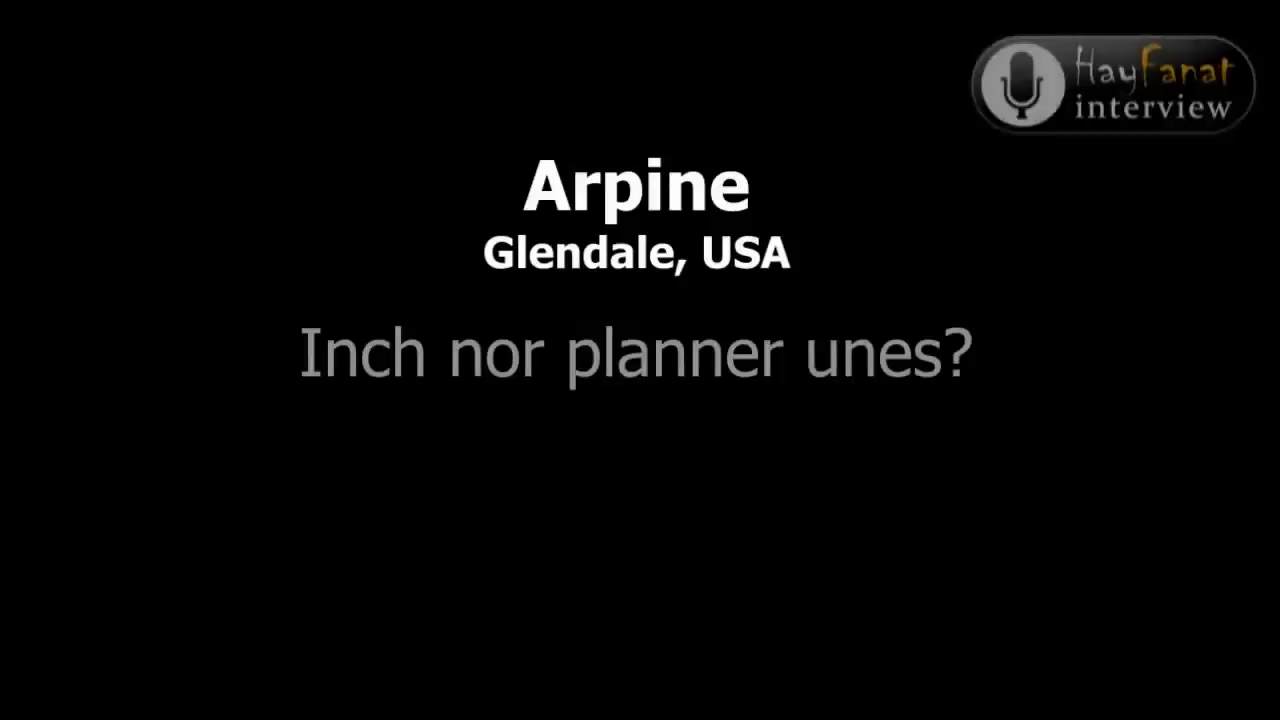 HayFanat
interview
Arpine
Glendale, USA
Inch nor planner unes?